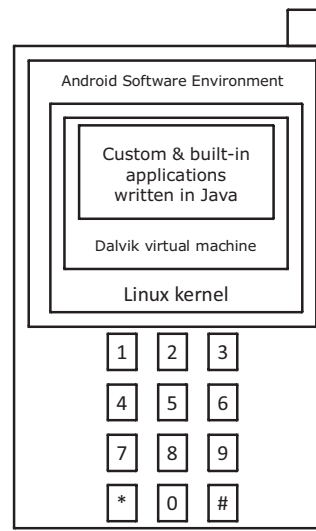 Android Software Environment
Custom & built-in
applications
written in Java
Dalvik virtual machine
Linux kernel
1 2 3
4 5 6
7 8 9
* 0 #